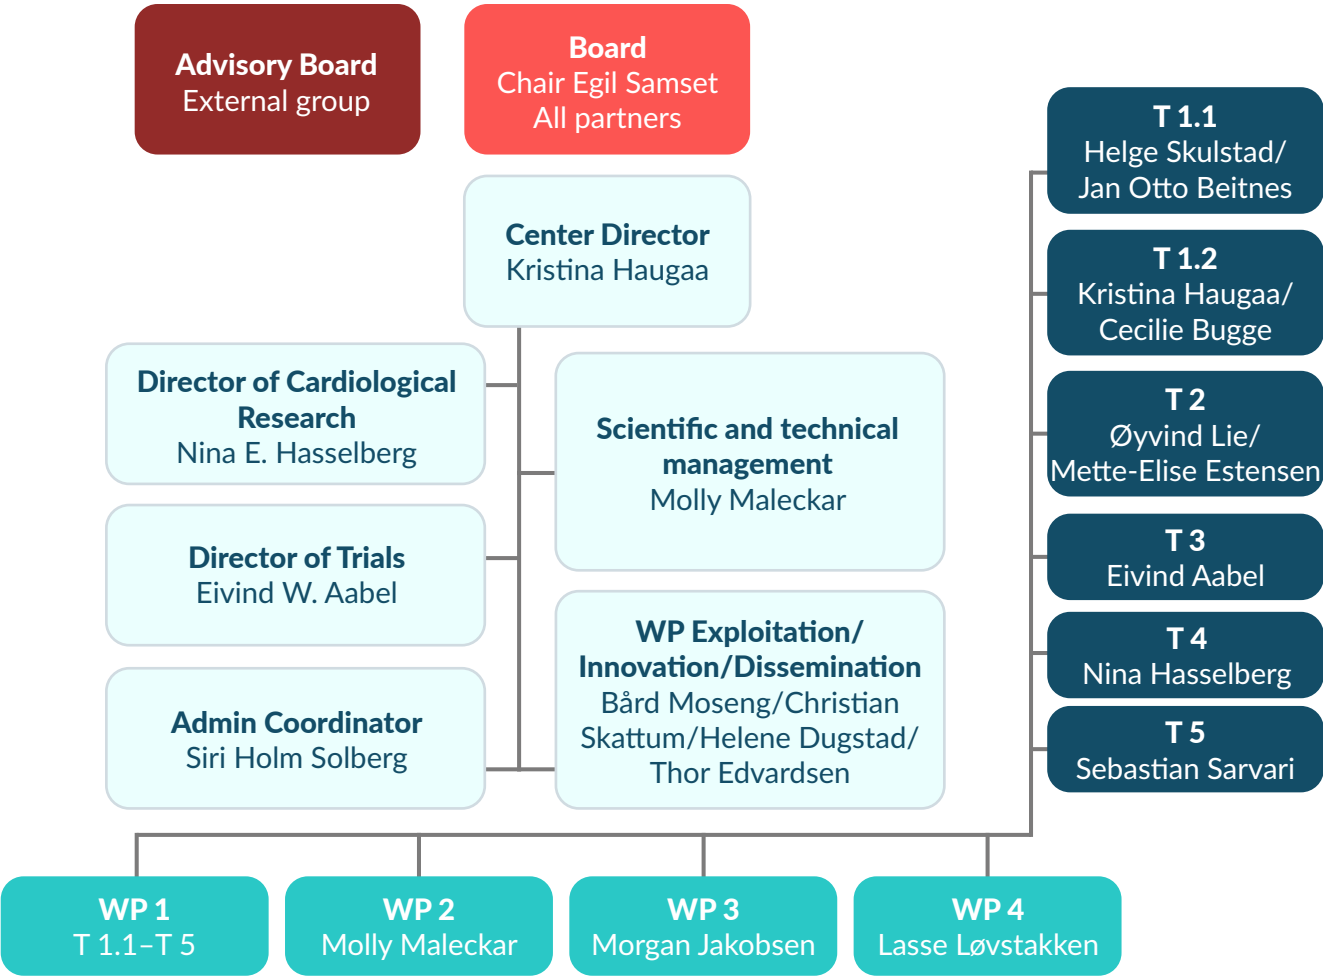 Advisory Board
External group
Board
Chair Egil Samset
All partners
Center Director
Kristina Haugaa
Director of Cardiological
Research
Nina E. Hasselberg
Scientific and technical
management
Molly Maleckar
Director of Trials
Eivind W. Aabel
WP Exploitation/
Innovation/Dissemination
Bård Moseng/Christian
Skattum/Helene Dugstad/
Thor Edvardsen
Admin Coordinator
Siri Holm Solberg
T 1.1
Helge Skulstad/
Jan Otto Beitnes
T 1.2
Kristina Haugaa/
Cecilie Bugge
T 2
Øyvind Lie/
Mette-Elise Estensen
T 3
Eivind Aabel
T 4
Nina Hasselberg
T 5
Sebastian Sarvari
WP 1
T 1.1–T 5
WP 2
Molly Maleckar
WP 3
Morgan Jakobsen
WP 4
Lasse Løvstakken